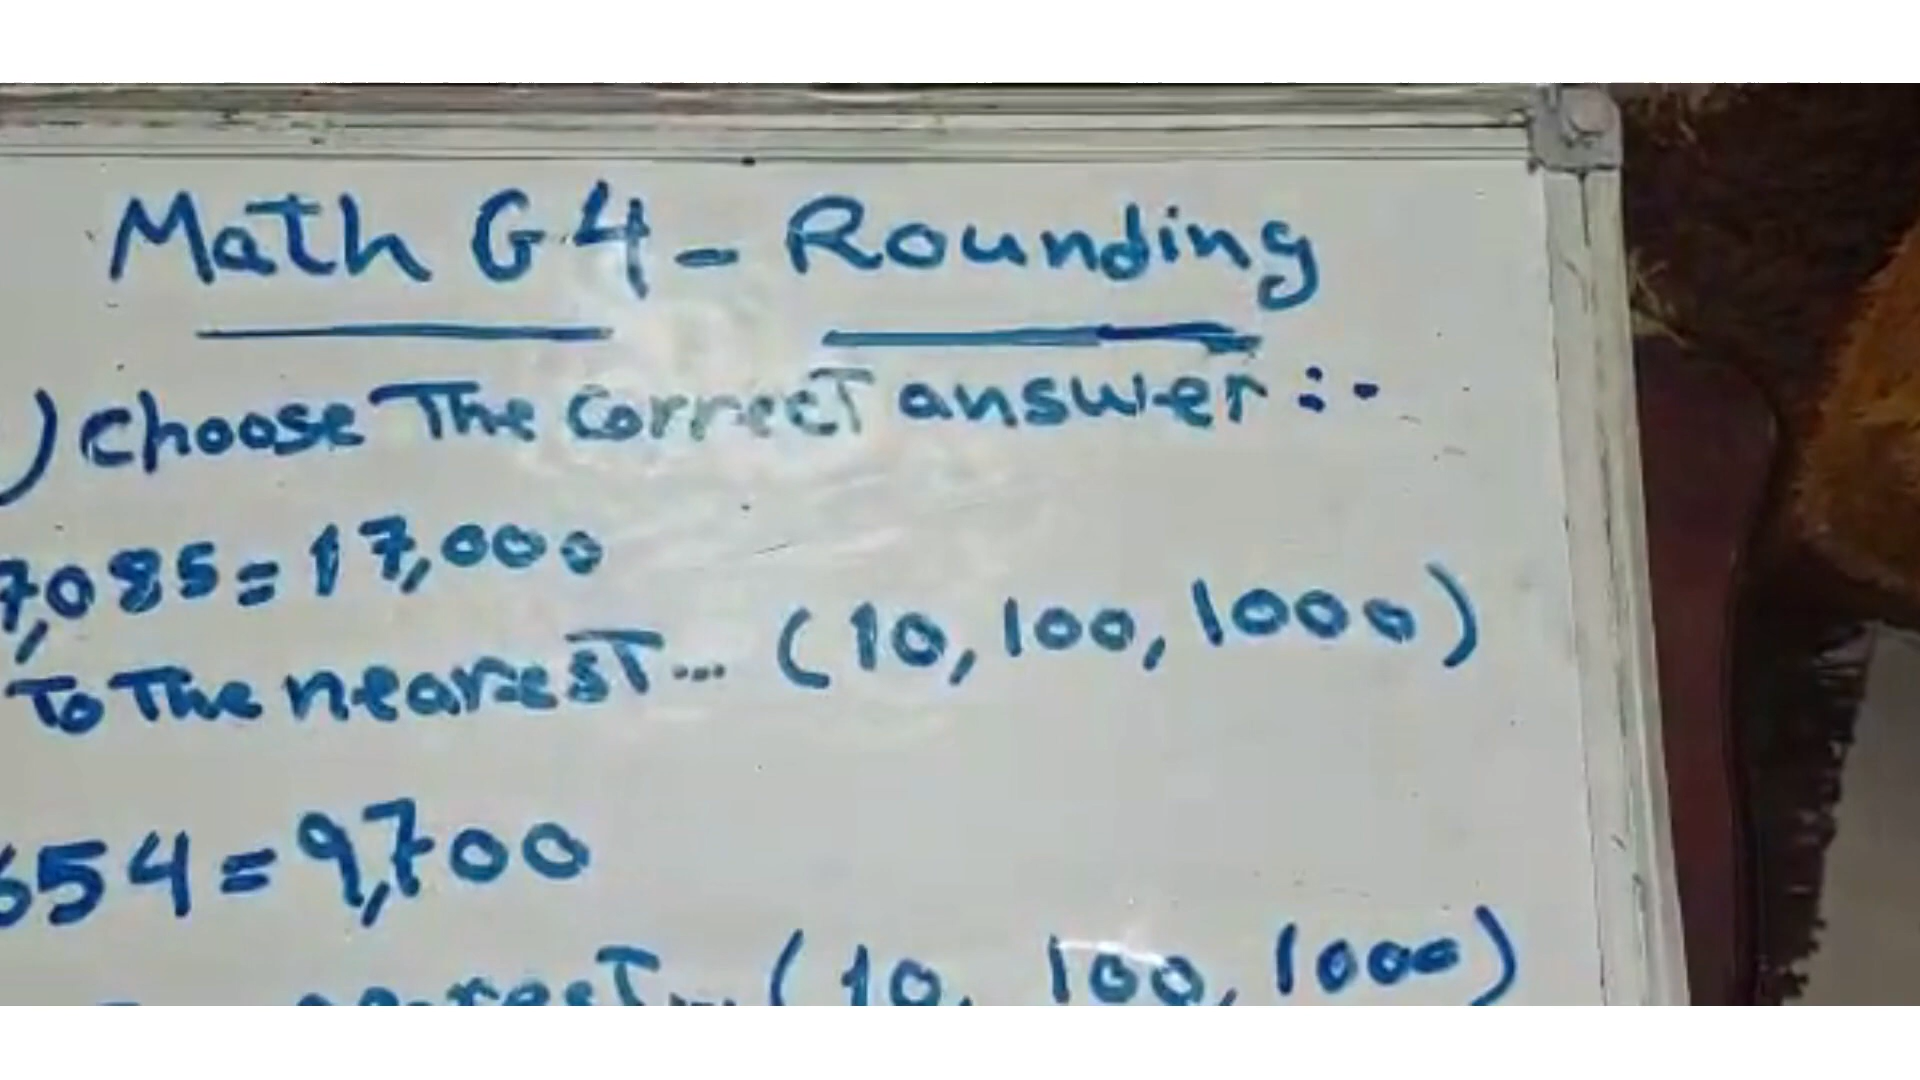 Math G4 - Rounding
) Choose The correct answer :-
7,085 = 17,000
To The nearest... (10, 100, 1000)
654 = 9,700
nearest... (10, 100, 1000)